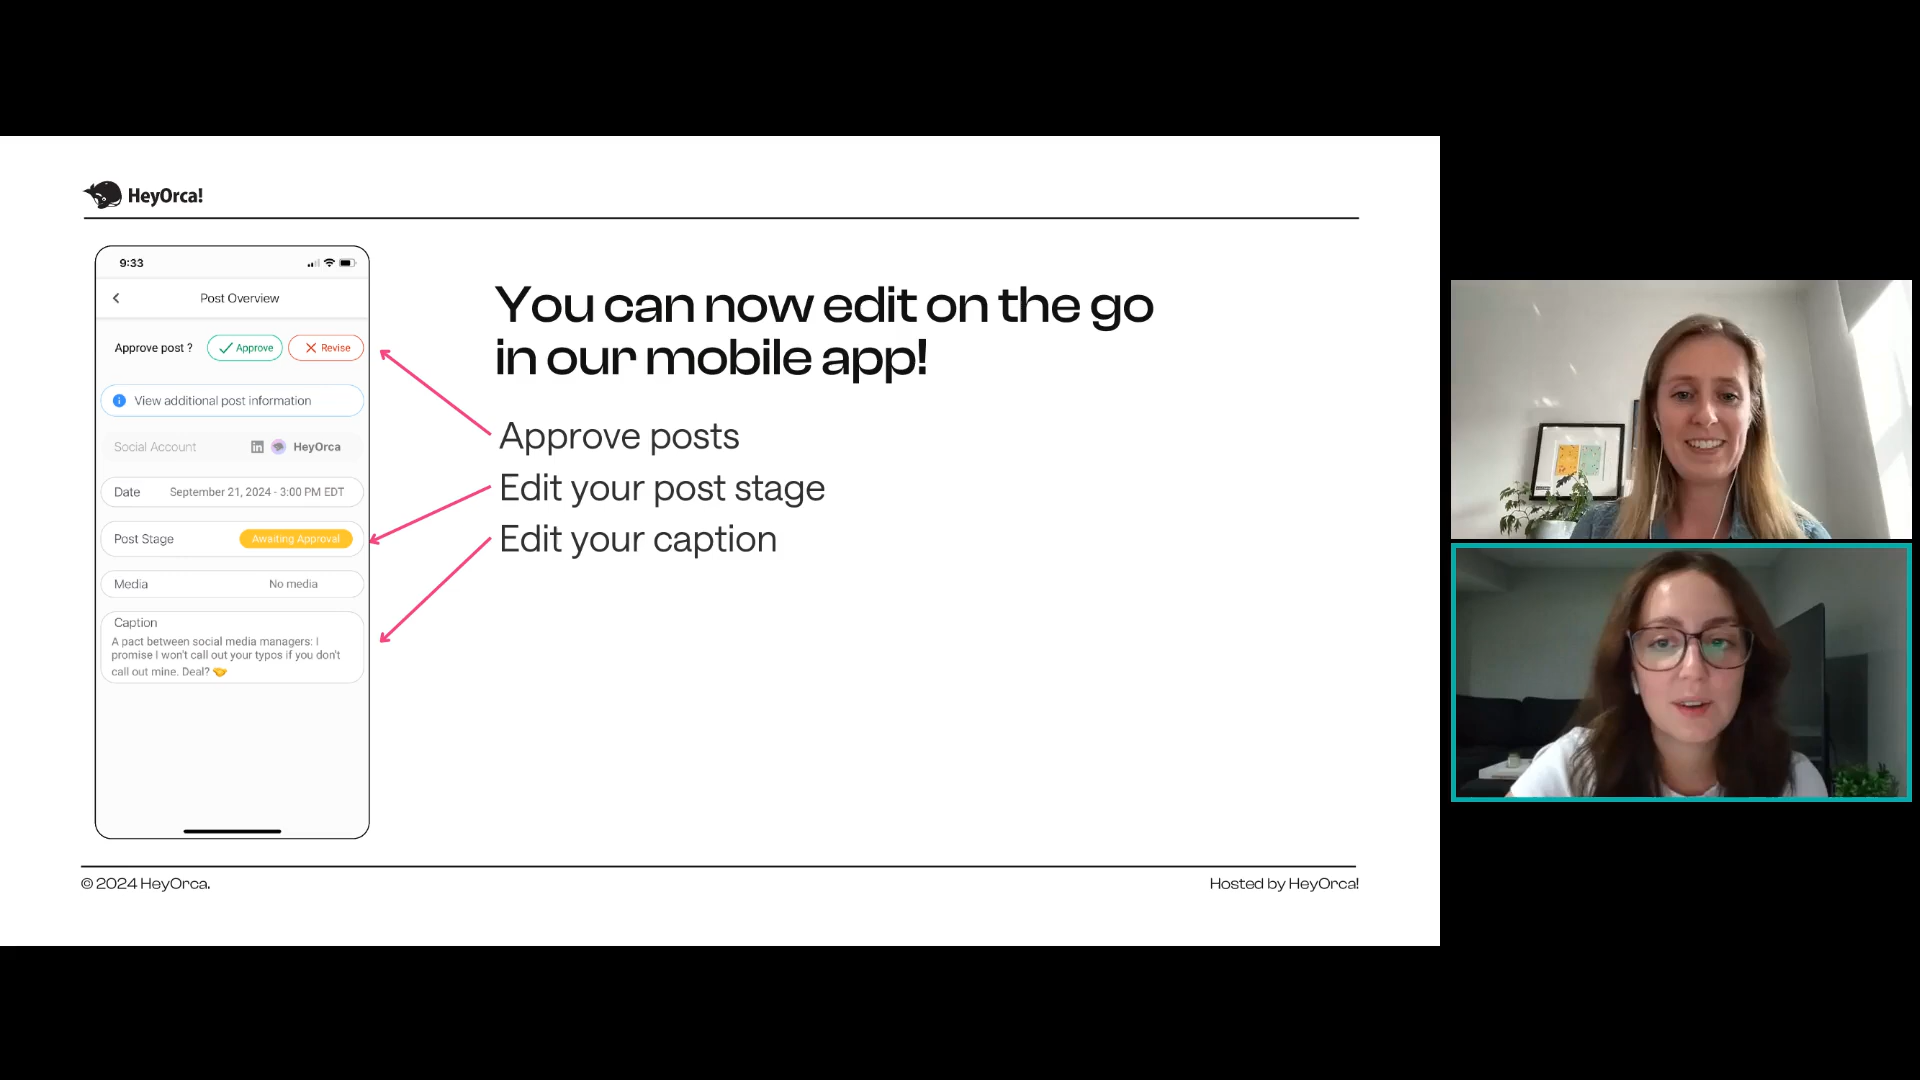 HeyOrca!
9:33
Post Overview
Approve post ?
Approve
Revise
View additional post information
Social Account
in
HeyOrca
Date
September 21, 2024 - 3:00 PM EDT
Post Stage
Awaiting Approval
Media
No media
Caption
A pact between social media managers: I
promise I won't call out your typos if you don't
call out mine. Deal? 🤝
You can now edit on the go
in our mobile app!
Approve posts
Edit your post stage
Edit your caption
© 2024 HeyOrca.
Hosted by HeyOrca!